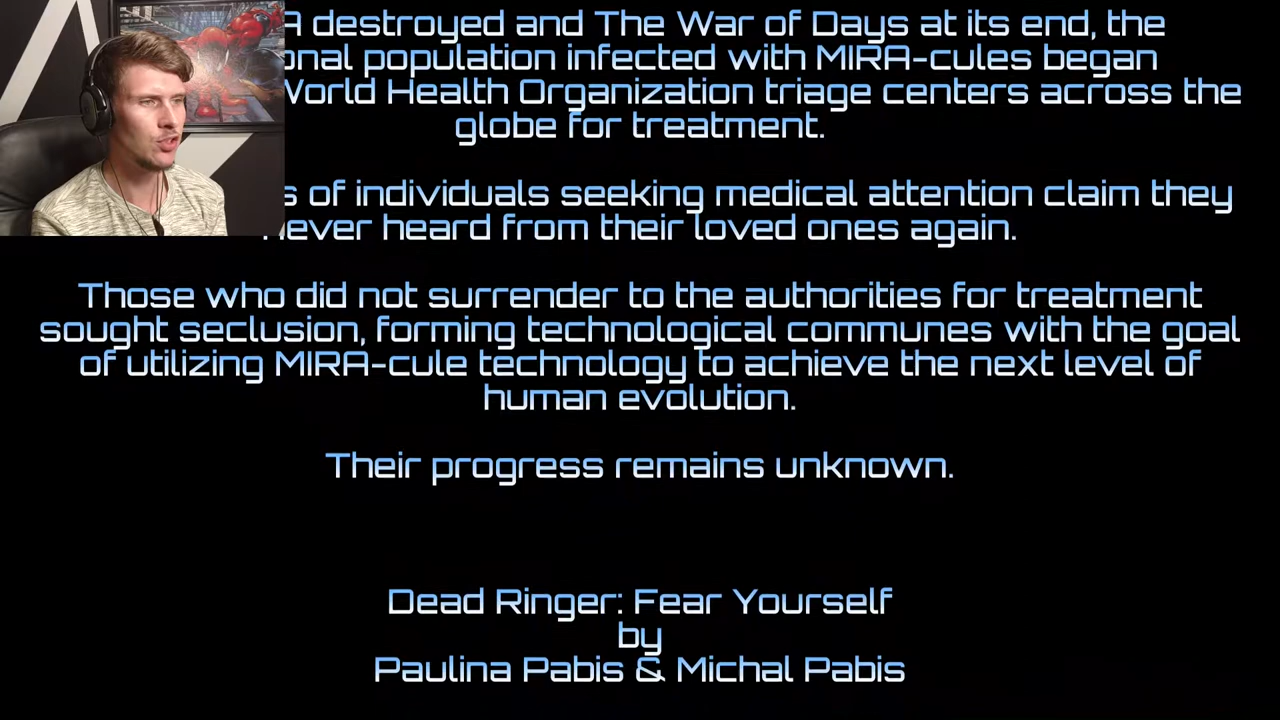 destroyed and The War of Days at its end, the
population infected with MIRA-cules began
World Health Organization triage centers across the
globe for treatment.
of individuals seeking medical attention claim they
never heard from their loved ones again.
Those who did not surrender to the authorities for treatment
sought seclusion, forming technological communes with the goal
of utilizing MIRA-cule technology to achieve the next level of
human evolution.
Their progress remains unknown.
Dead Ringer: Fear Yourself
by
Paulina Pabis & Michal Pabis